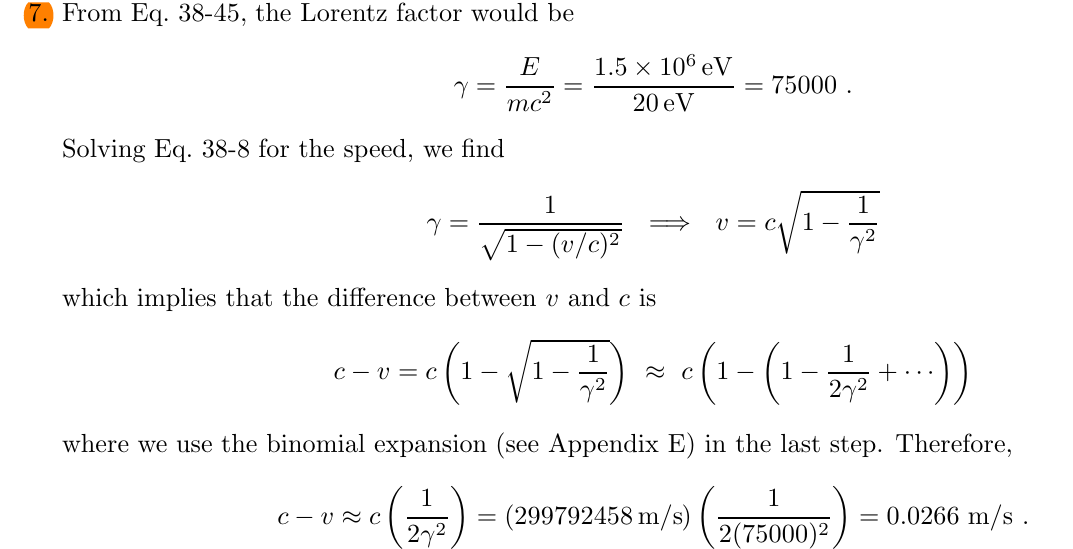 7. From Eq. 38-45, the Lorentz factor would be
γ = E/mc² = 1.5 × 10⁶ eV/20 eV = 75000 .
Solving Eq. 38-8 for the speed, we find
γ = 1/√(1 − (v/c)²) ⟹ v = c√(1 − 1/γ²)
which implies that the difference between v and c is
c − v = c(1 − √(1 − 1/γ²)) ≈ c(1 − (1 − 1/2γ² + ···))
where we use the binomial expansion (see Appendix E) in the last step. Therefore,
c − v ≈ c(1/2γ²) = (299792458 m/s)(1/2(75000)²) = 0.0266 m/s .